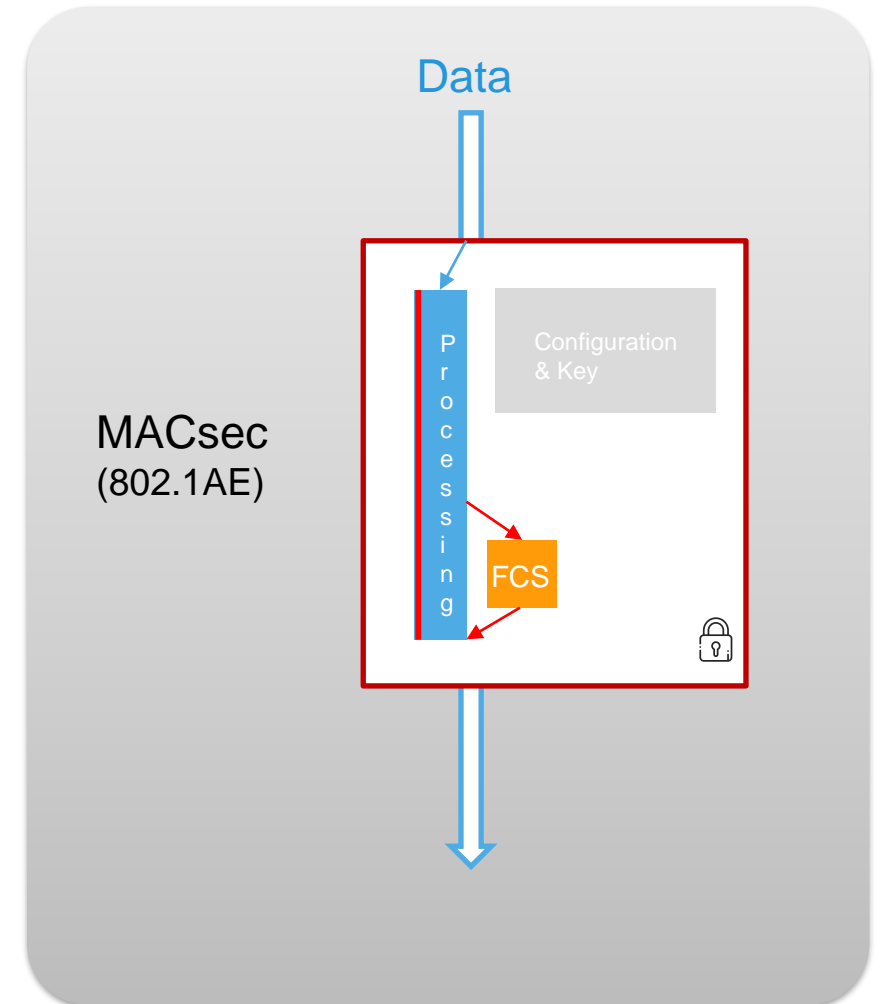 Data
Configuration
& Key
Processing
MACsec
(802.1AE)
FCS